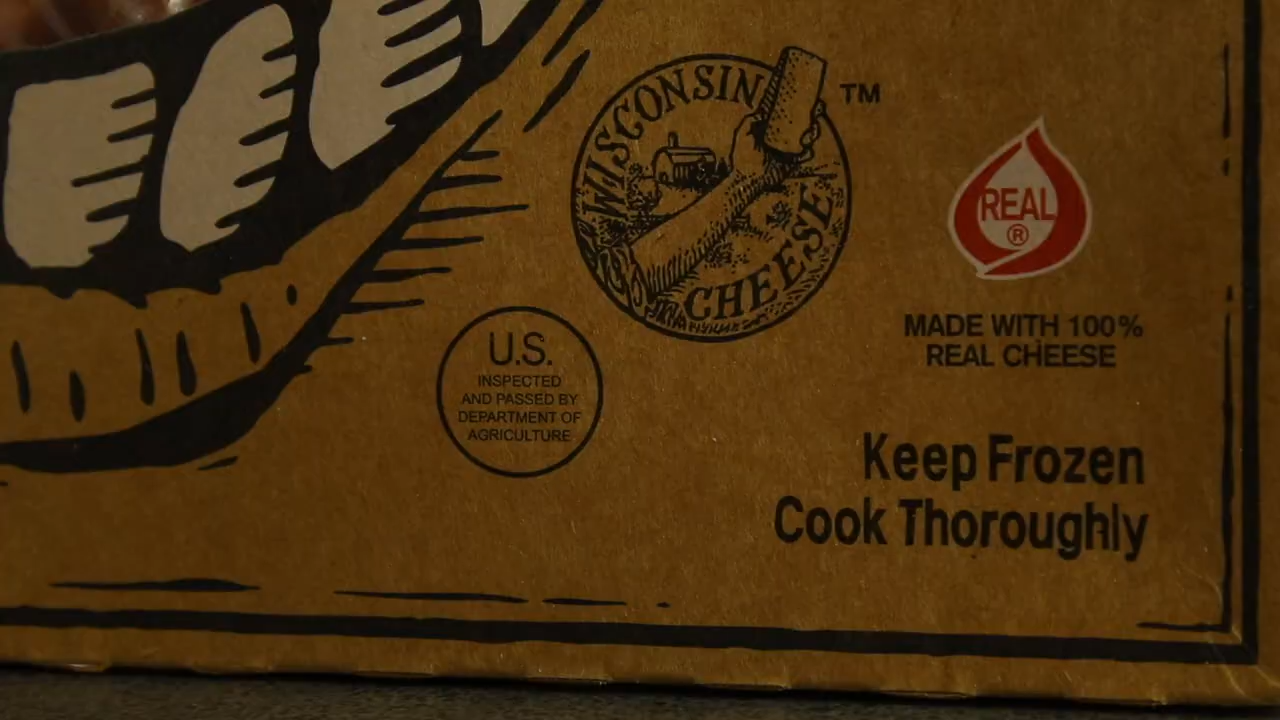 WISCONSIN
CHEESE
TM
REAL
®
MADE WITH 100%
REAL CHEESE
U.S.
INSPECTED
AND PASSED BY
DEPARTMENT OF
AGRICULTURE
Keep Frozen
Cook Thoroughly